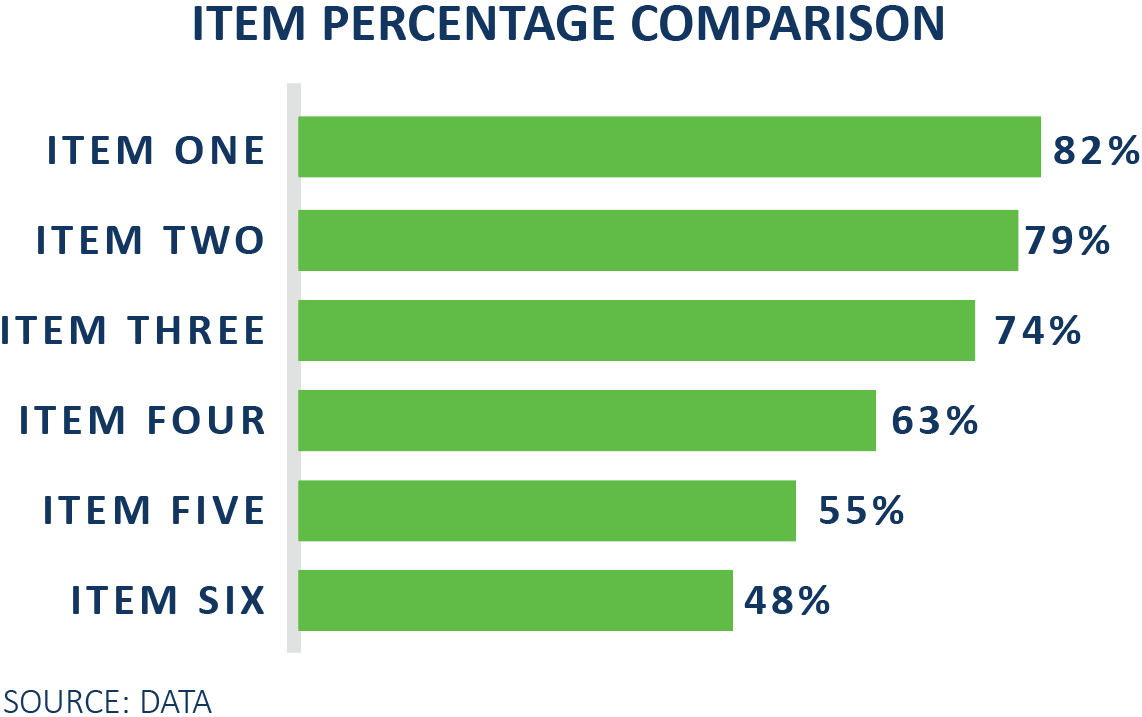 ITEM PERCENTAGE COMPARISON
ITEM ONE 82%
ITEM TWO 79%
ITEM THREE 74%
ITEM FOUR 63%
ITEM FIVE 55%
ITEM SIX 48%
SOURCE: DATA